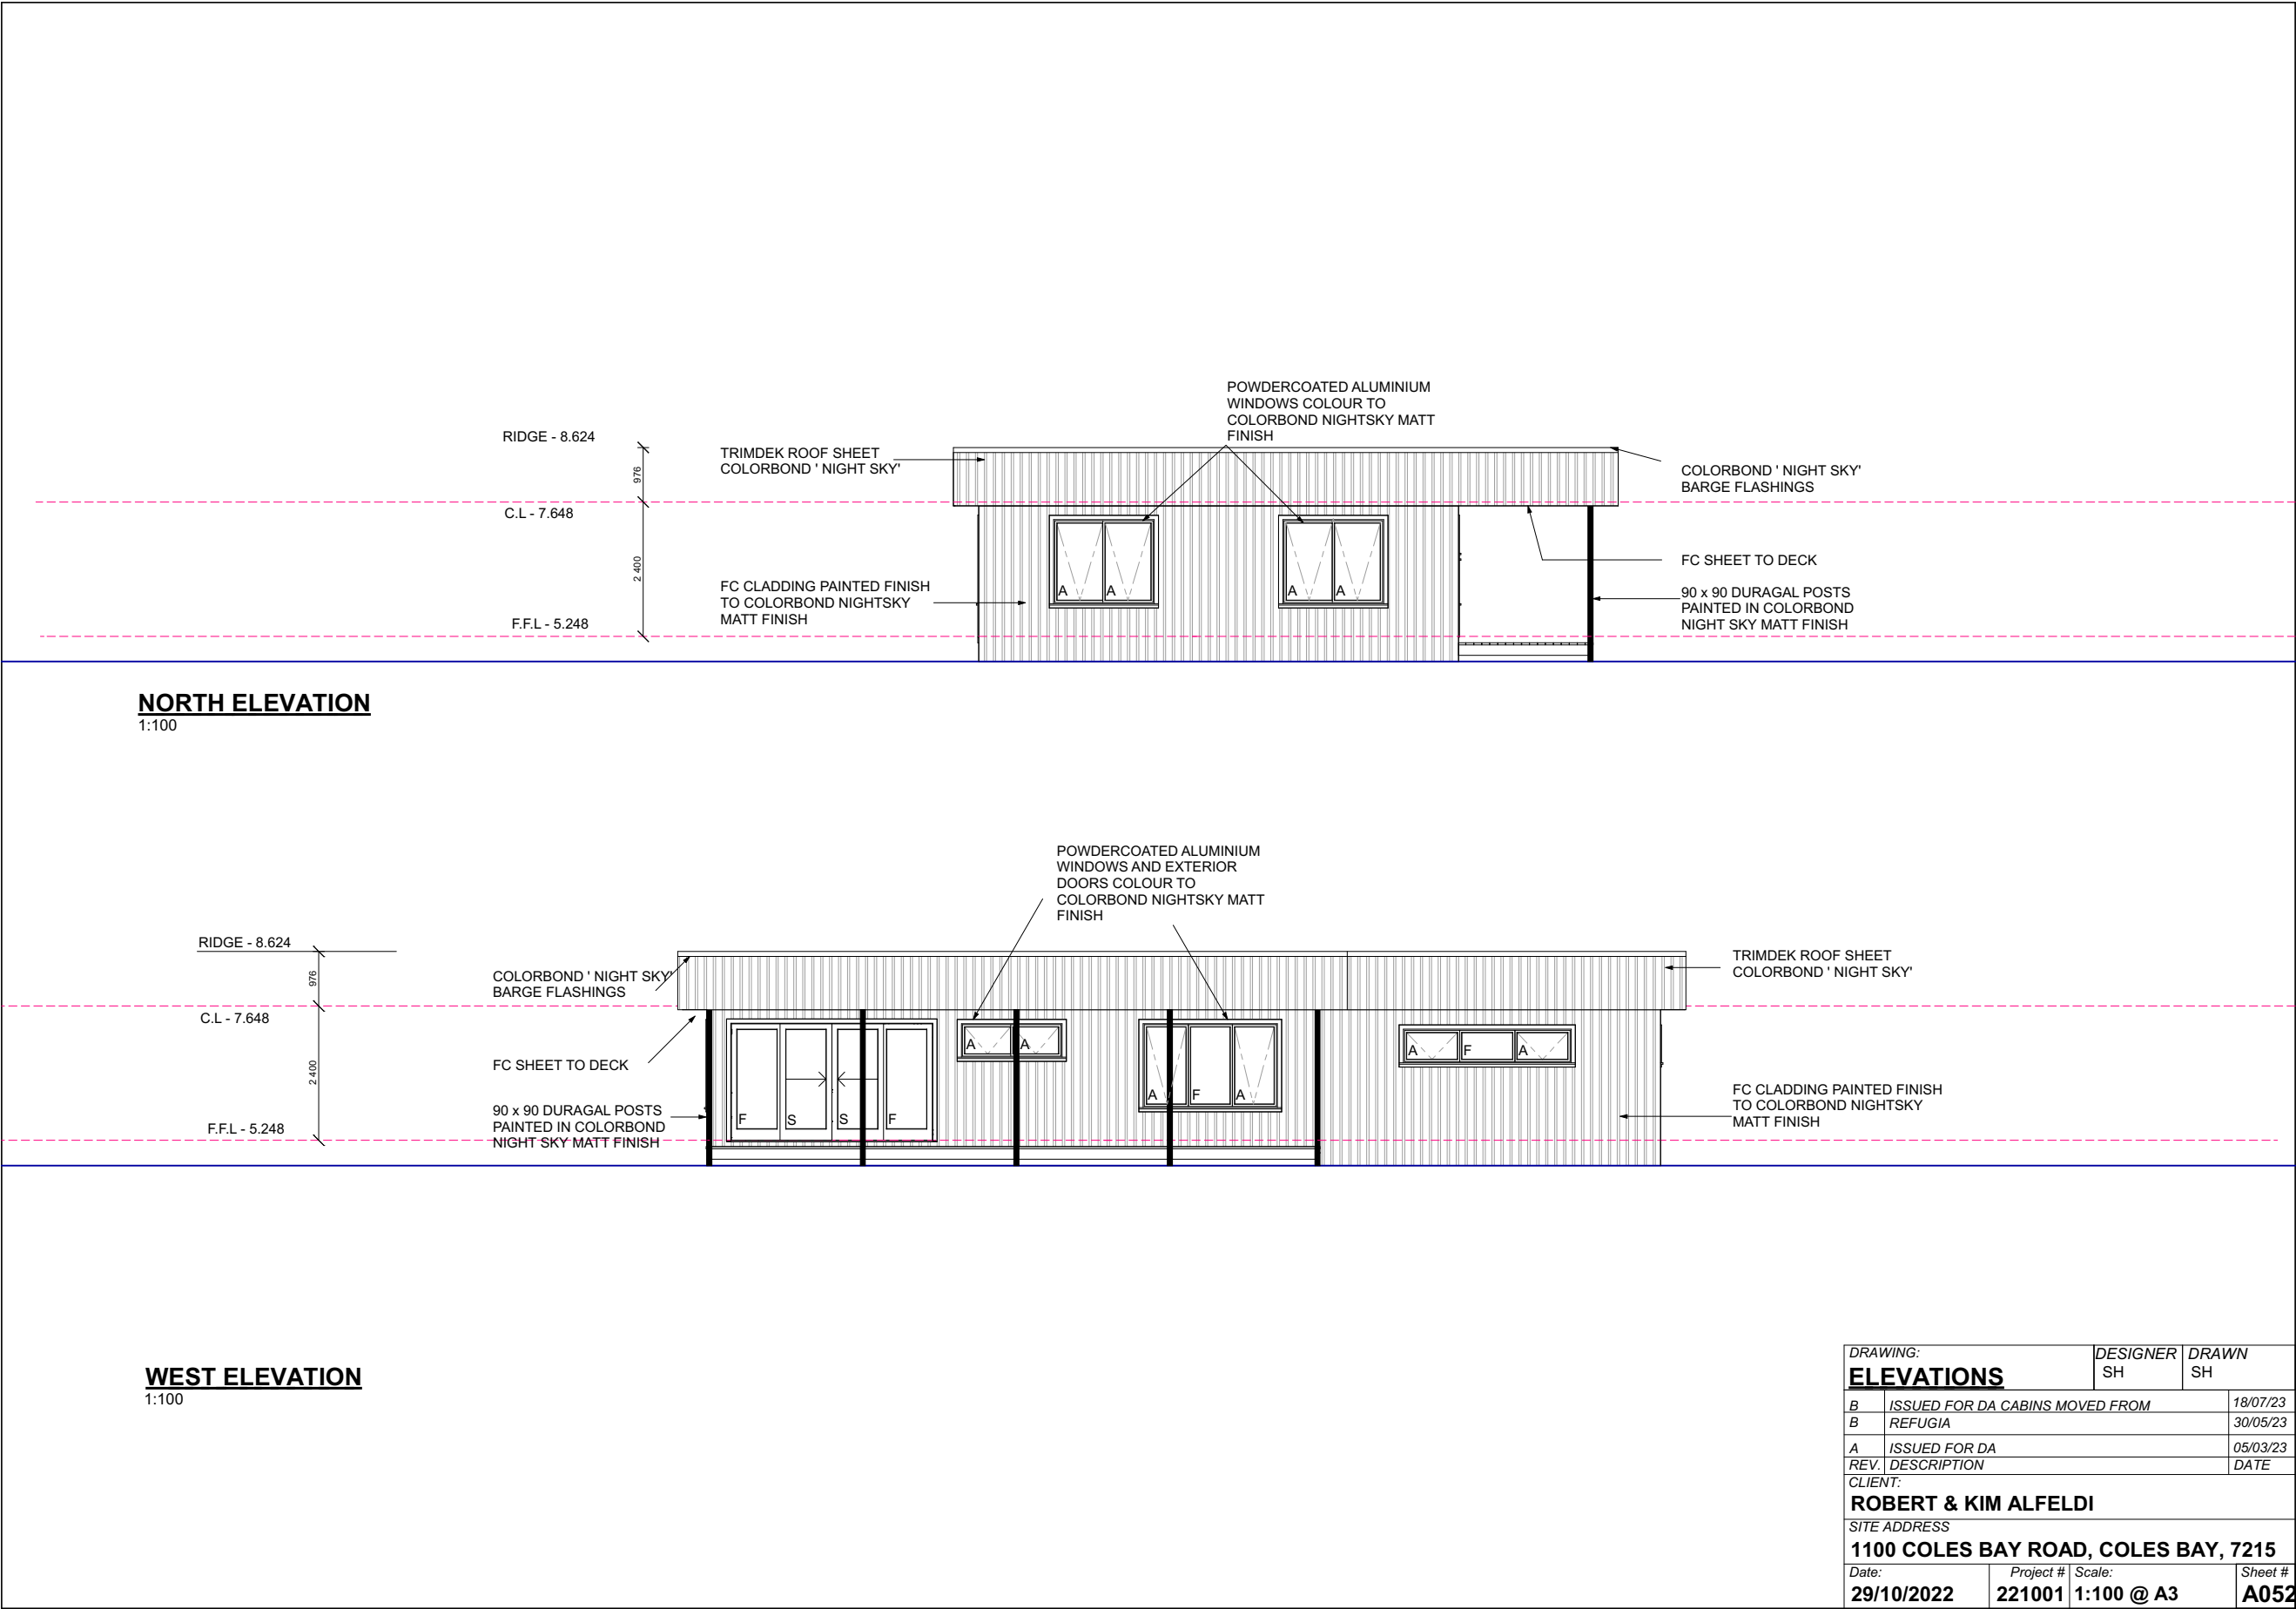 POWDERCOATED ALUMINIUM
WINDOWS COLOUR TO
COLORBOND NIGHTSKY MATT
FINISH
RIDGE - 8.624
976
TRIMDEK ROOF SHEET
COLORBOND ' NIGHT SKY'
COLORBOND ' NIGHT SKY'
BARGE FLASHINGS
C.L - 7.648
2 400
FC SHEET TO DECK
FC CLADDING PAINTED FINISH
TO COLORBOND NIGHTSKY
MATT FINISH
A
A
A
A
90 x 90 DURAGAL POSTS
PAINTED IN COLORBOND
NIGHT SKY MATT FINISH
F.F.L - 5.248
NORTH ELEVATION
1:100
POWDERCOATED ALUMINIUM
WINDOWS AND EXTERIOR
DOORS COLOUR TO
COLORBOND NIGHTSKY MATT
FINISH
RIDGE - 8.624
976
COLORBOND ' NIGHT SKY'
BARGE FLASHINGS
TRIMDEK ROOF SHEET
COLORBOND ' NIGHT SKY'
C.L - 7.648
2 400
FC SHEET TO DECK
A
A
A
F
A
A
F
A
F
S
S
F
90 x 90 DURAGAL POSTS
PAINTED IN COLORBOND
NIGHT SKY MATT FINISH
FC CLADDING PAINTED FINISH
TO COLORBOND NIGHTSKY
MATT FINISH
F.F.L - 5.248
WEST ELEVATION
1:100
DRAWING:
ELEVATIONS
DESIGNER
SH
DRAWN
SH
B ISSUED FOR DA CABINS MOVED FROM 18/07/23
B REFUGIA 30/05/23
A ISSUED FOR DA 05/03/23
REV. DESCRIPTION DATE
CLIENT:
ROBERT & KIM ALFELDI
SITE ADDRESS
1100 COLES BAY ROAD, COLES BAY, 7215
Date: Project # Scale: Sheet #
29/10/2022 221001 1:100 @ A3 A052